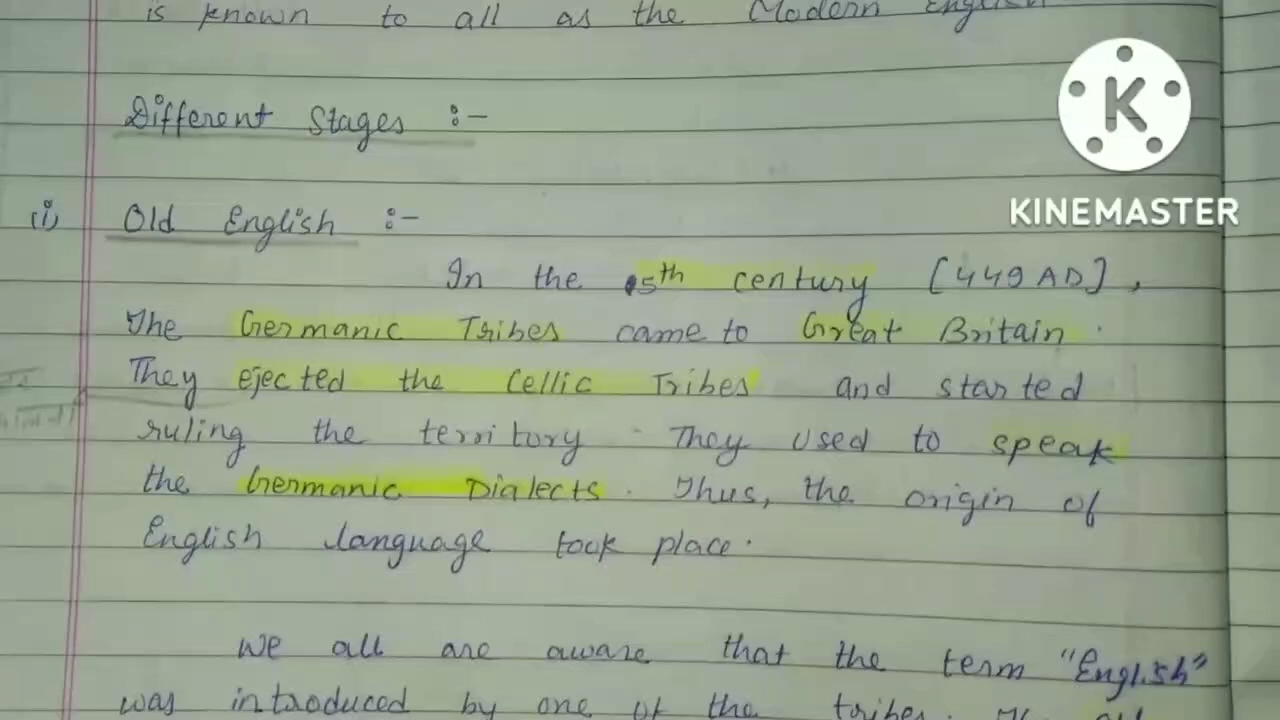 is known to all as the Modern English
Different Stages :-
(i) Old English :-
In the 5th century [449 AD],
The Germanic Tribes came to Great Britain.
They ejected the Cellic Tribes and started
ruling the territory. They used to speak
the Germanic Dialects. Thus, the origin of
English language took place.
We all are aware that the term "English"
was introduced by one of the tribes.
K
KINEMASTER